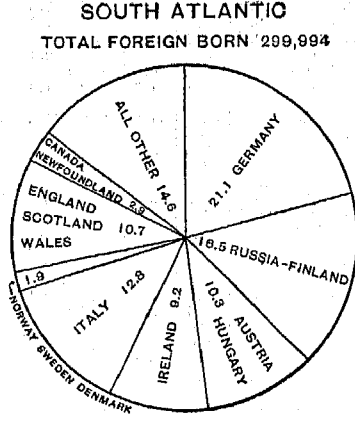 SOUTH ATLANTIC
TOTAL FOREIGN BORN 299,994
21.1 GERMANY
16.5 RUSSIA-FINLAND
10.3 AUSTRIA
HUNGARY
IRELAND 9.2
ITALY 12.8
1.9
NORWAY SWEDEN DENMARK
ENGLAND
SCOTLAND 10.7
WALES
CANADA
NEWFOUNDLAND 2.9
ALL OTHER 14.6